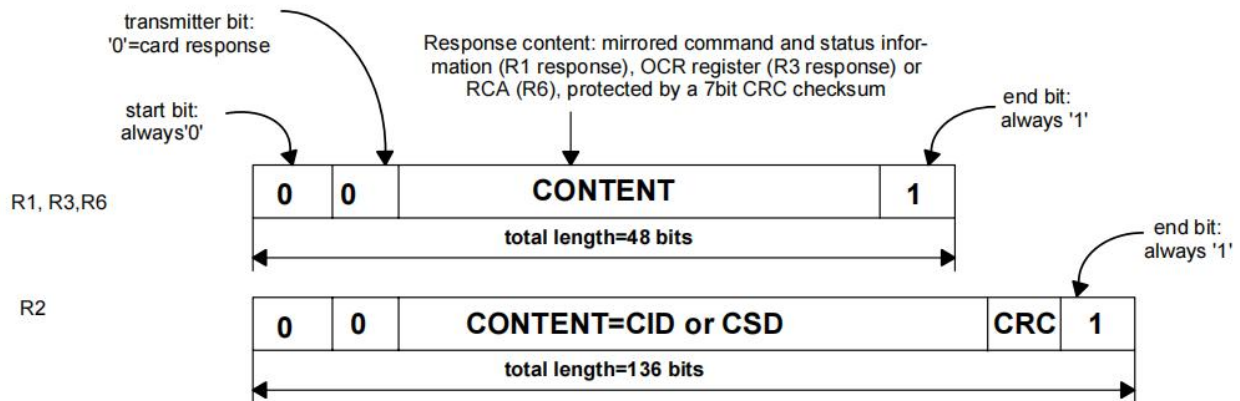 transmitter bit:
'0'=card response
Response content: mirrored command and status infor-
mation (R1 response), OCR register (R3 response) or
RCA (R6), protected by a 7bit CRC checksum
start bit:
always'0'
end bit:
always '1'
R1, R3,R6
0 0 CONTENT 1
total length=48 bits
end bit:
always '1'
R2
0 0 CONTENT=CID or CSD CRC 1
total length=136 bits